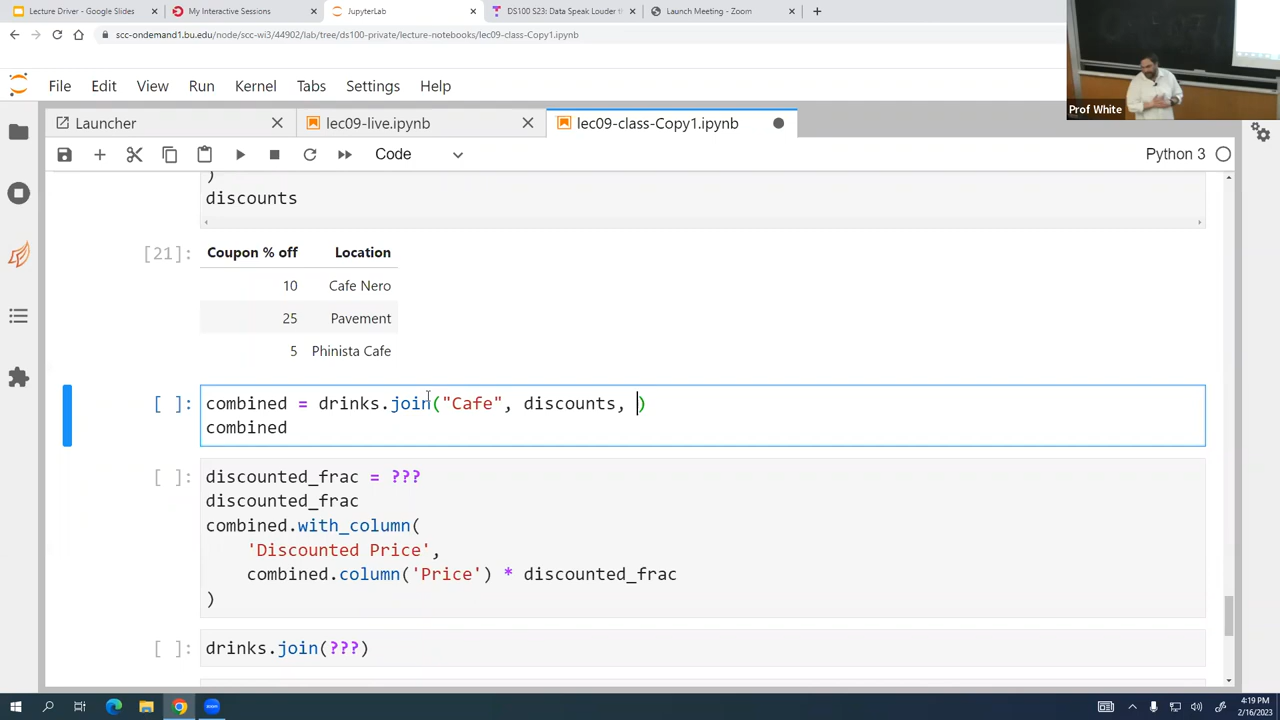 Lecture Driver - Google Slides
My Interactive Sessions
JupyterLab
DS100 S23: Data Speak Louder t
Launch Meeting - Zoom
scc-ondemand1.bu.edu/node/scc-wi3/44902/lab/tree/ds100-private/lecture-notebooks/lec09-class-Copy1.ipynb
File Edit View Run Kernel Tabs Settings Help
Prof White
Launcher
lec09-live.ipynb
lec09-class-Copy1.ipynb
Code
Python 3
)
discounts
[21]:
Coupon % off Location
10 Cafe Nero
25 Pavement
5 Phinista Cafe
[ ]: combined = drinks.join("Cafe", discounts, )
combined
[ ]: discounted_frac = ???
discounted_frac
combined.with_column(
'Discounted Price',
combined.column('Price') * discounted_frac
)
[ ]: drinks.join(???)
4:19 PM
2/16/2023